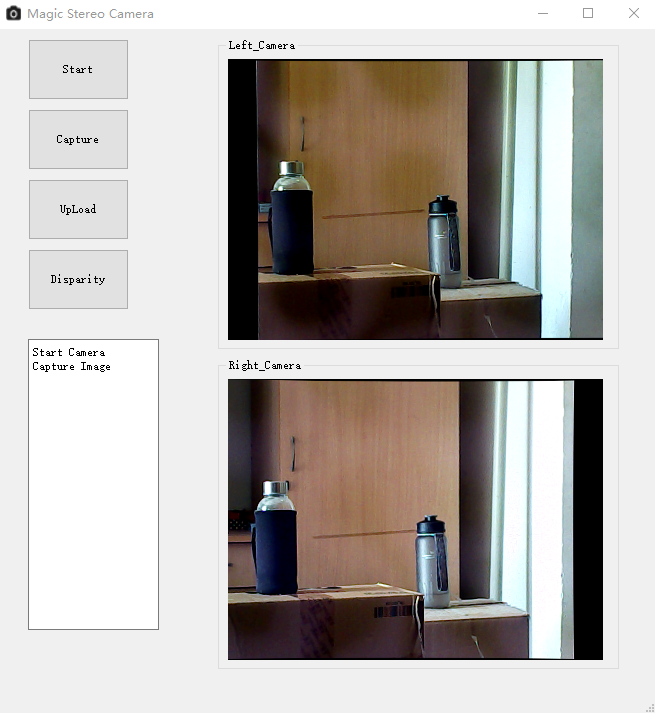 Magic Stereo Camera
Start
Capture
UpLoad
Disparity
Start Camera
Capture Image
Left_Camera
Right_Camera